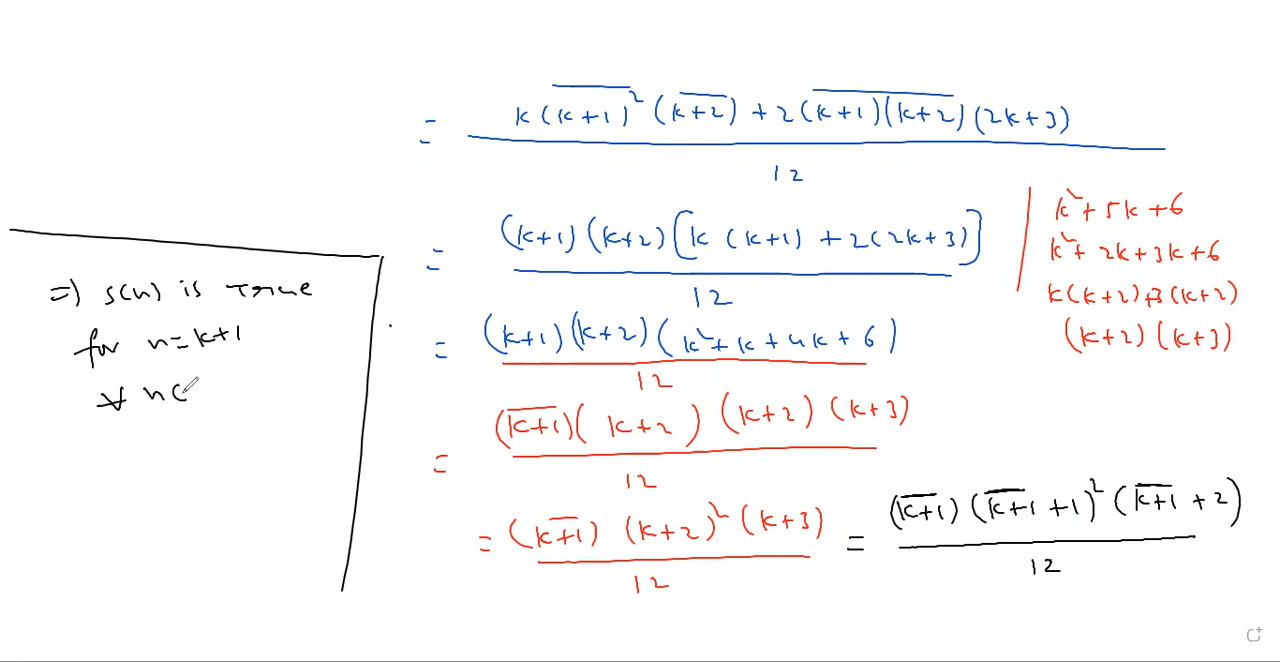 = k(k+1)²(k+2) + 2(k+1)(k+2)(2k+3)
12
= (k+1)(k+2)[k(k+1) + 2(2k+3)]
12
= (k+1)(k+2)(k²+k+4k+6)
12
= (k+1)(k+2)(k+2)(k+3)
12
= (k+1)(k+2)²(k+3)
12
= (k+1)(k+1+1)²(k+1+2)
12
k²+5k+6
k²+2k+3k+6
k(k+2)+3(k+2)
(k+2)(k+3)
=) s(n) is true
for n=k+1
∀ n